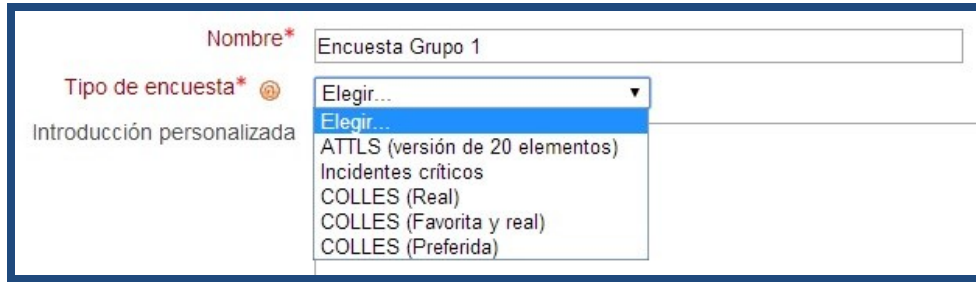 Nombre* Encuesta Grupo 1
Tipo de encuesta* Elegir...
Introducción personalizada
Elegir...
ATTLS (versión de 20 elementos)
Incidentes críticos
COLLES (Real)
COLLES (Favorita y real)
COLLES (Preferida)